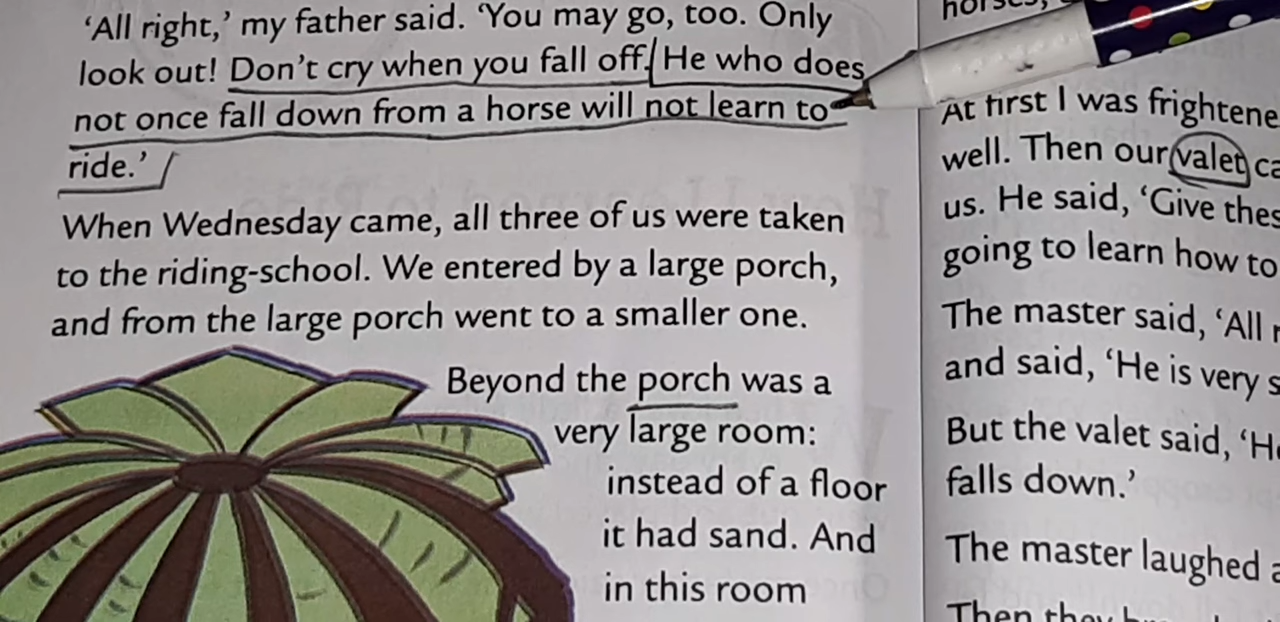 ‘All right,’ my father said. ‘You may go, too. Only
look out! Don’t cry when you fall off. He who does
not once fall down from a horse will not learn to
ride.’
When Wednesday came, all three of us were taken
to the riding-school. We entered by a large porch,
and from the large porch went to a smaller one.
Beyond the porch was a
very large room:
instead of a floor
it had sand. And
in this room
horses,
At first I was frightene
well. Then our valet ca
us. He said, ‘Give thes
going to learn how to
The master said, ‘All
and said, ‘He is very s
But the valet said, ‘He
falls down.’
The master laughed a
Then they